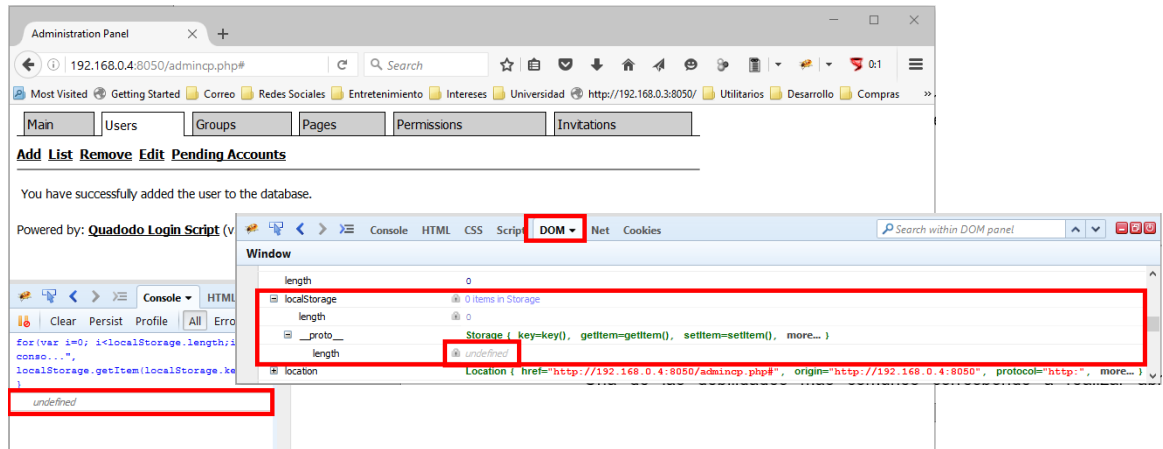 Administration Panel
192.168.0.4:8050/admincp.php#
Search
0:1
Most Visited Getting Started Correo Redes Sociales Entretenimiento Intereses Universidad http://192.168.0.3:8050/ Utilitarios Desarrollo Compras »
Main Users Groups Pages Permissions Invitations
Add List Remove Edit Pending Accounts
You have successfully added the user to the database.
Powered by: Quadodo Login Script (v
Console HTML CSS Script DOM Net Cookies
Search within DOM panel
Window
length 0
localStorage 0 items in Storage
length 0
__proto__ Storage { key=key(), getItem=getItem(), setItem=setItem(), more... }
length undefined
location Location { href="http://192.168.0.4:8050/admincp.php#", origin="http://192.168.0.4:8050", protocol="http:", more... }
Console HTML
Clear Persist Profile All Erro
for(var i=0; i<localStorage.length;i
conso...",
localStorage.getItem(localStorage.ke
}
undefined